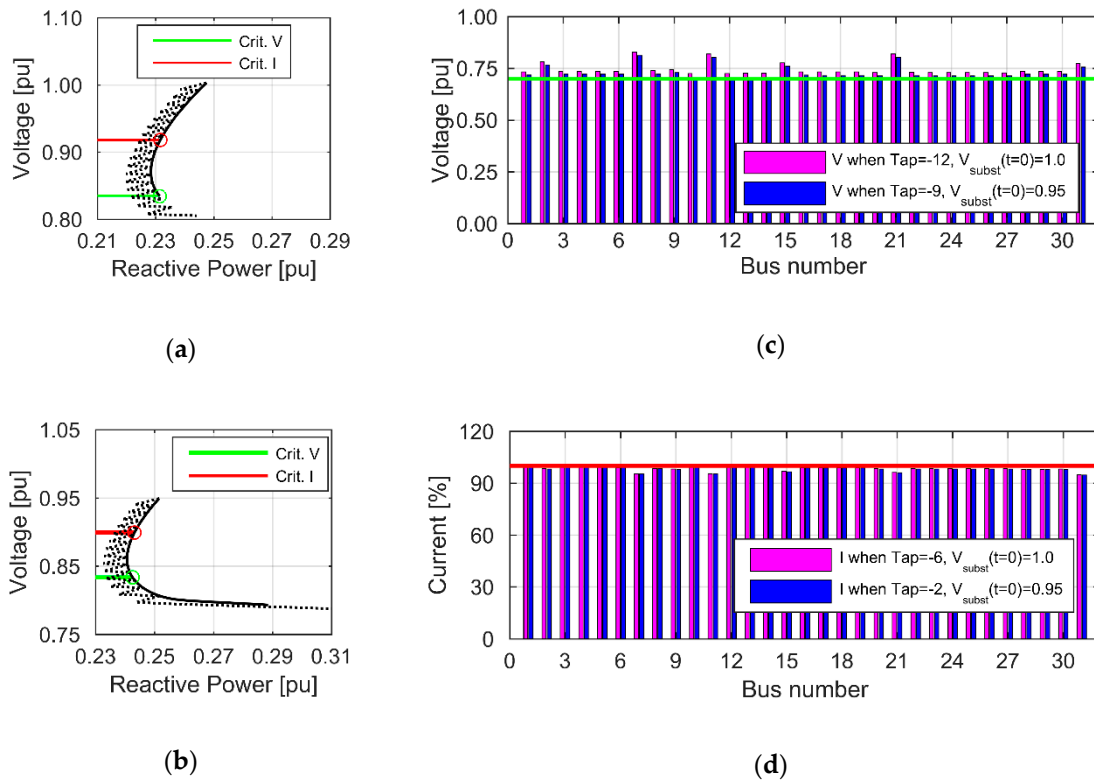 1.10
1.00
0.90
0.80
Voltage [pu]
Crit. V
Crit. I
0.21 0.23 0.25 0.27 0.29
Reactive Power [pu]
(a)
1.00
0.75
0.50
0.25
0.00
Voltage [pu]
V when Tap=-12, Vsubst(t=0)=1.0
V when Tap=-9, Vsubst(t=0)=0.95
0 3 6 9 12 15 18 21 24 27 30
Bus number
(c)
1.05
0.95
0.85
0.75
Voltage [pu]
Crit. V
Crit. I
0.23 0.25 0.27 0.29 0.31
Reactive Power [pu]
(b)
120
90
60
30
0
Current [%]
I when Tap=-6, Vsubst(t=0)=1.0
I when Tap=-2, Vsubst(t=0)=0.95
0 3 6 9 12 15 18 21 24 27 30
Bus number
(d)